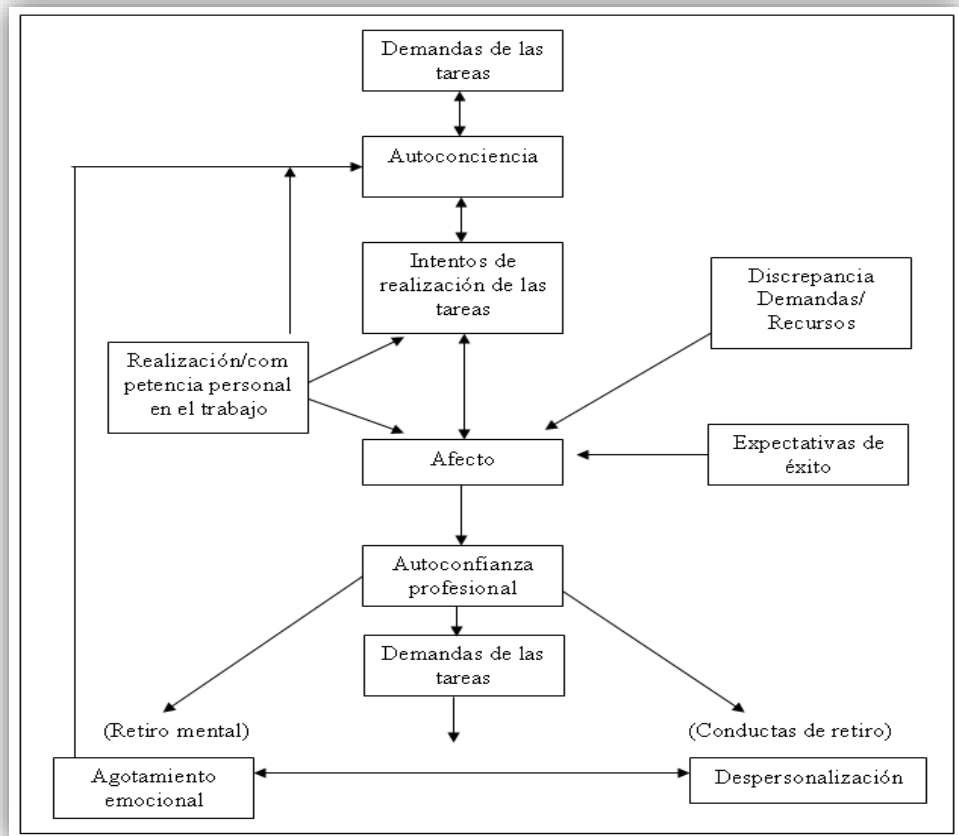 Demandas de las
tareas
Autoconciencia
Intentos de
realización de las
tareas
Discrepancia
Demandas/
Recursos
Realización/com
petencia personal
en el trabajo
Afecto
Expectativas de
éxito
Autoconfíanza
profesional
Demandas de las
tareas
(Retiro mental)
(Conductas de retiro)
Agotamiento
emocional
Despersonalización